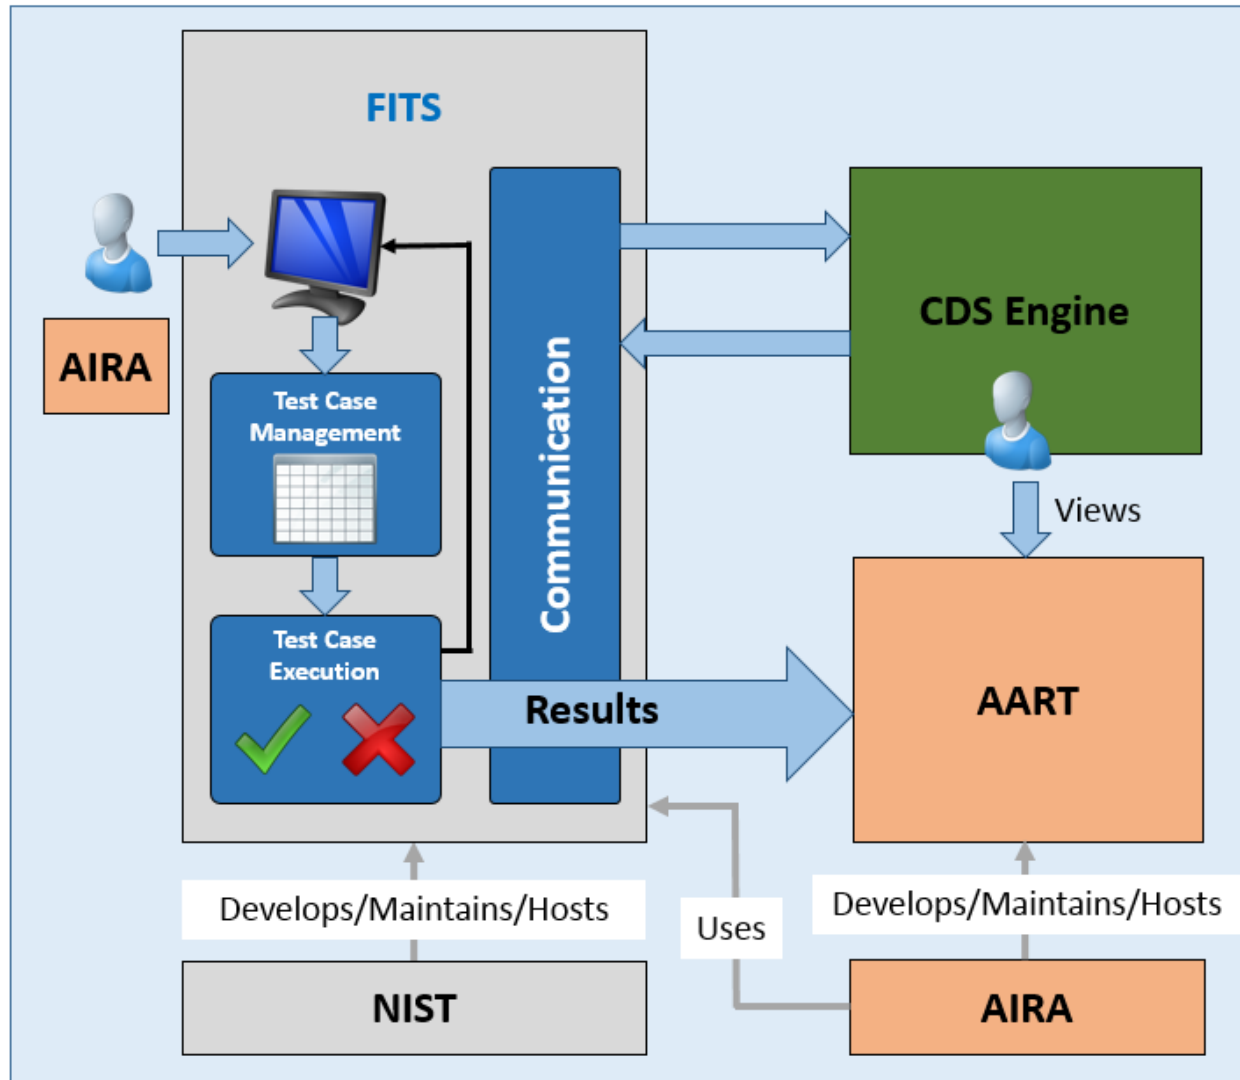 FITS
AIRA
Test Case
Management
Test Case
Execution
Communication
Results
CDS Engine
Views
AART
Develops/Maintains/Hosts
Uses
Develops/Maintains/Hosts
NIST
AIRA